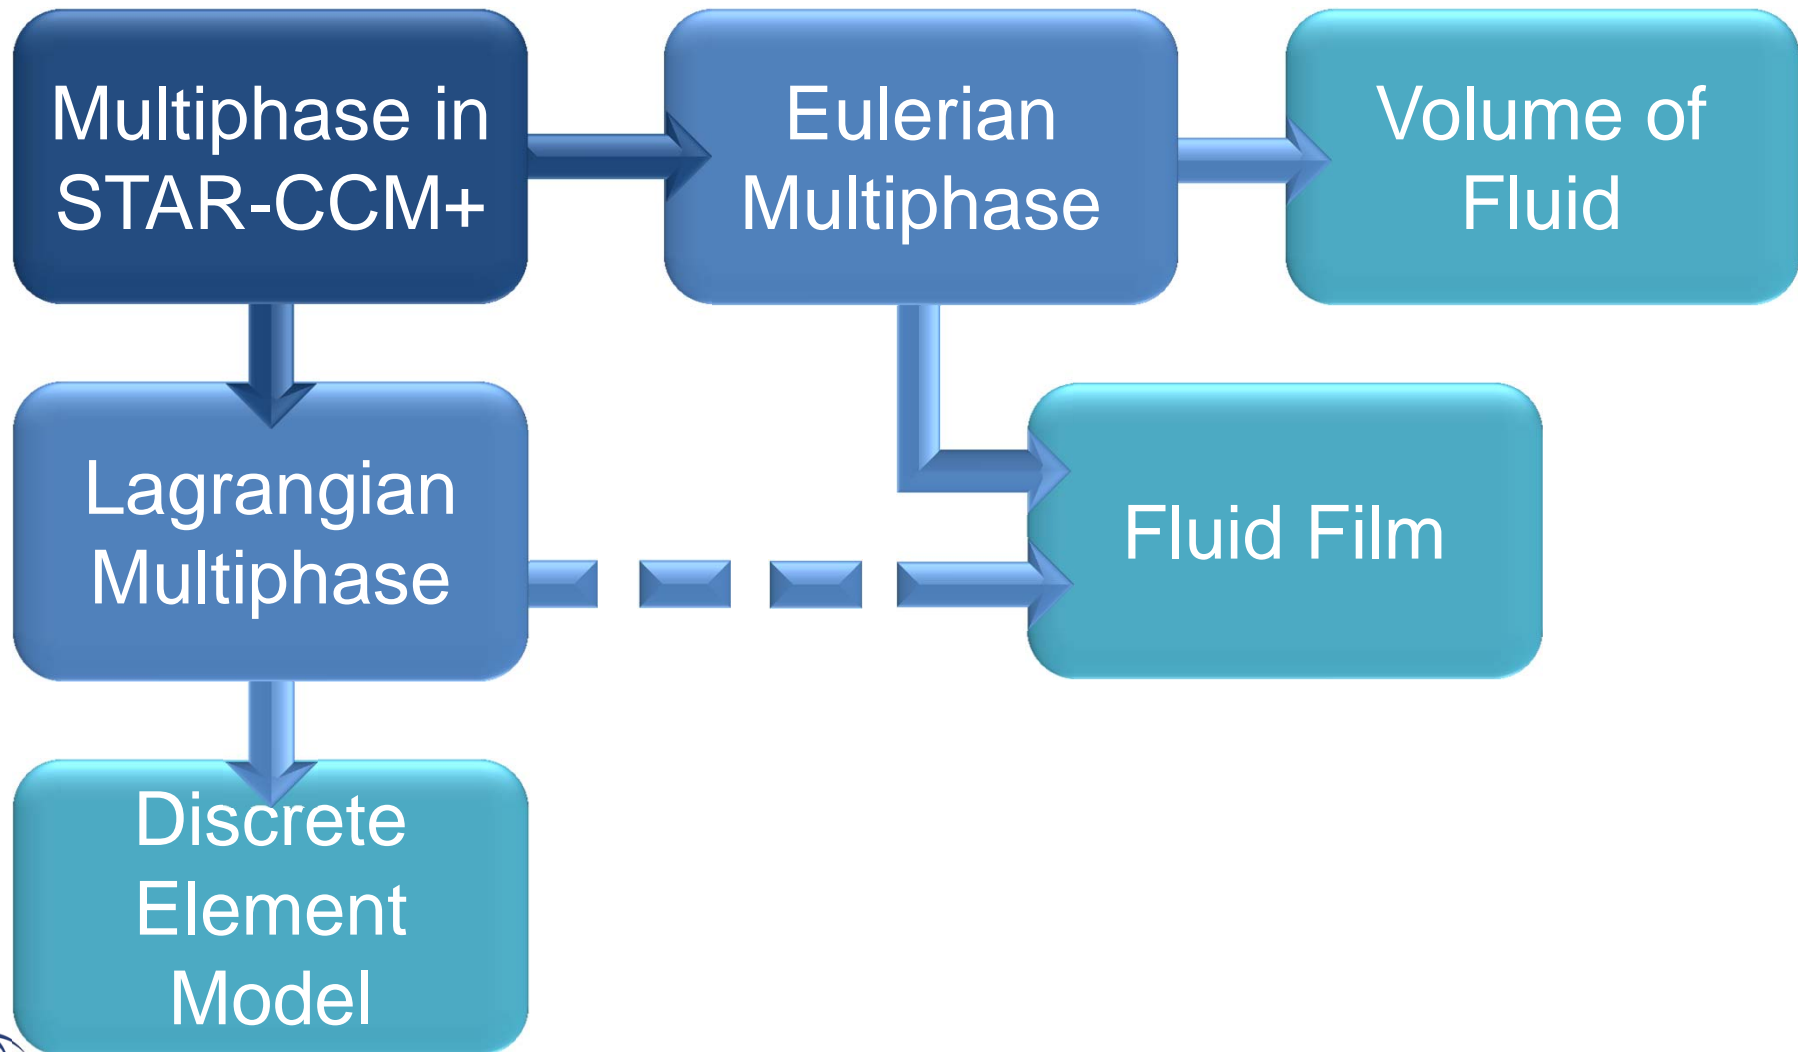 Multiphase in
STAR-CCM+
Eulerian
Multiphase
Volume of
Fluid
Lagrangian
Multiphase
Fluid Film
Discrete
Element
Model